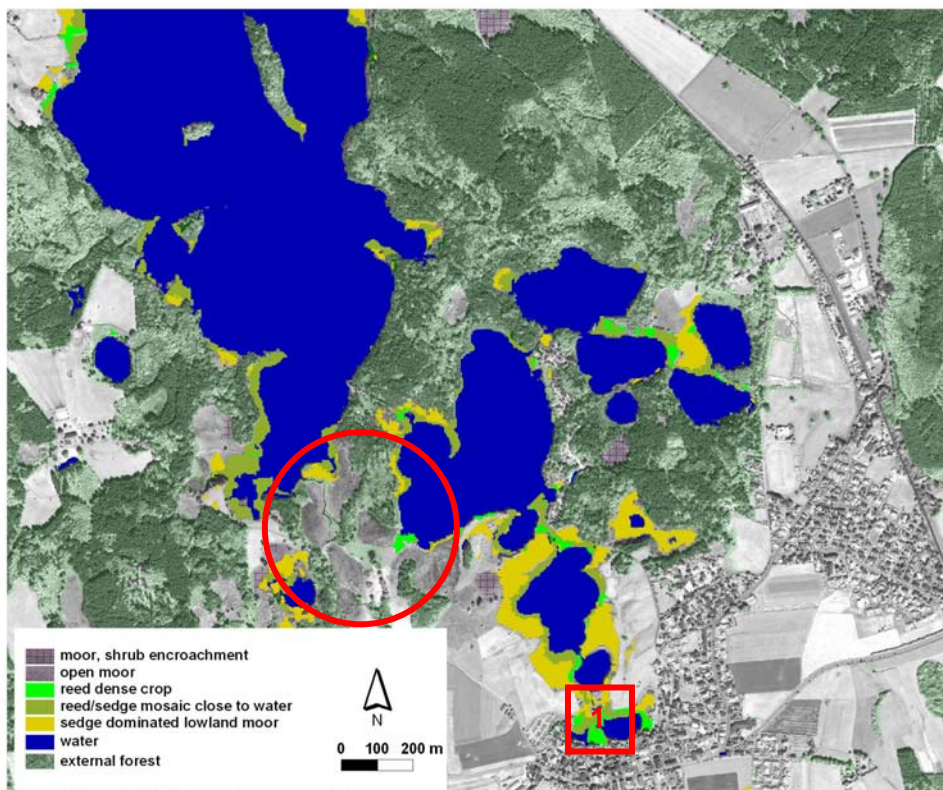 1
moor, shrub encroachment
open moor
reed dense crop
reed/sedge mosaic close to water
sedge dominated lowland moor
water
external forest
N
0 100 200 m